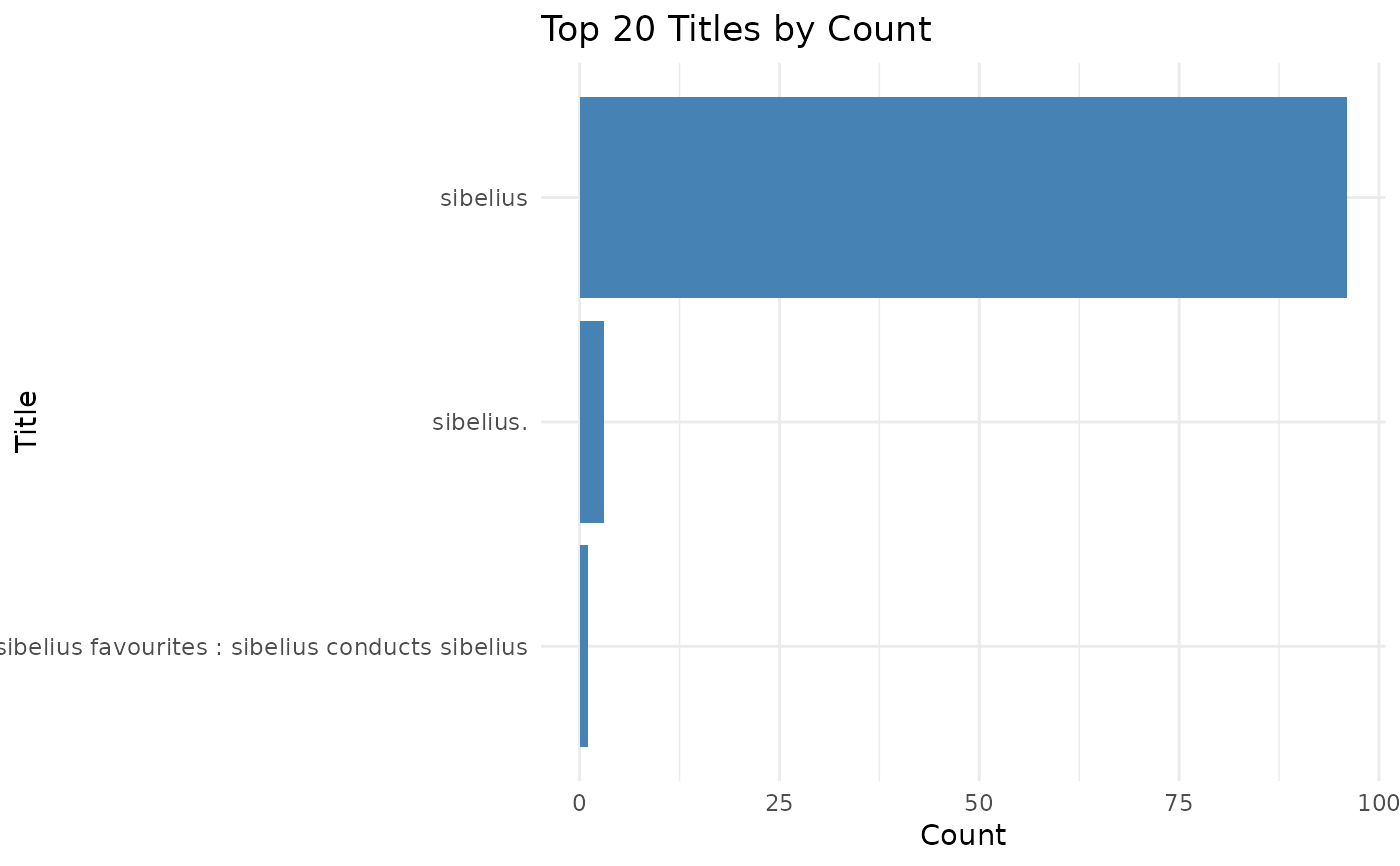 Top 20 Titles by Count
sibelius
sibelius.
sibelius favourites : sibelius conducts sibelius
Title
0 25 50 75 100
Count